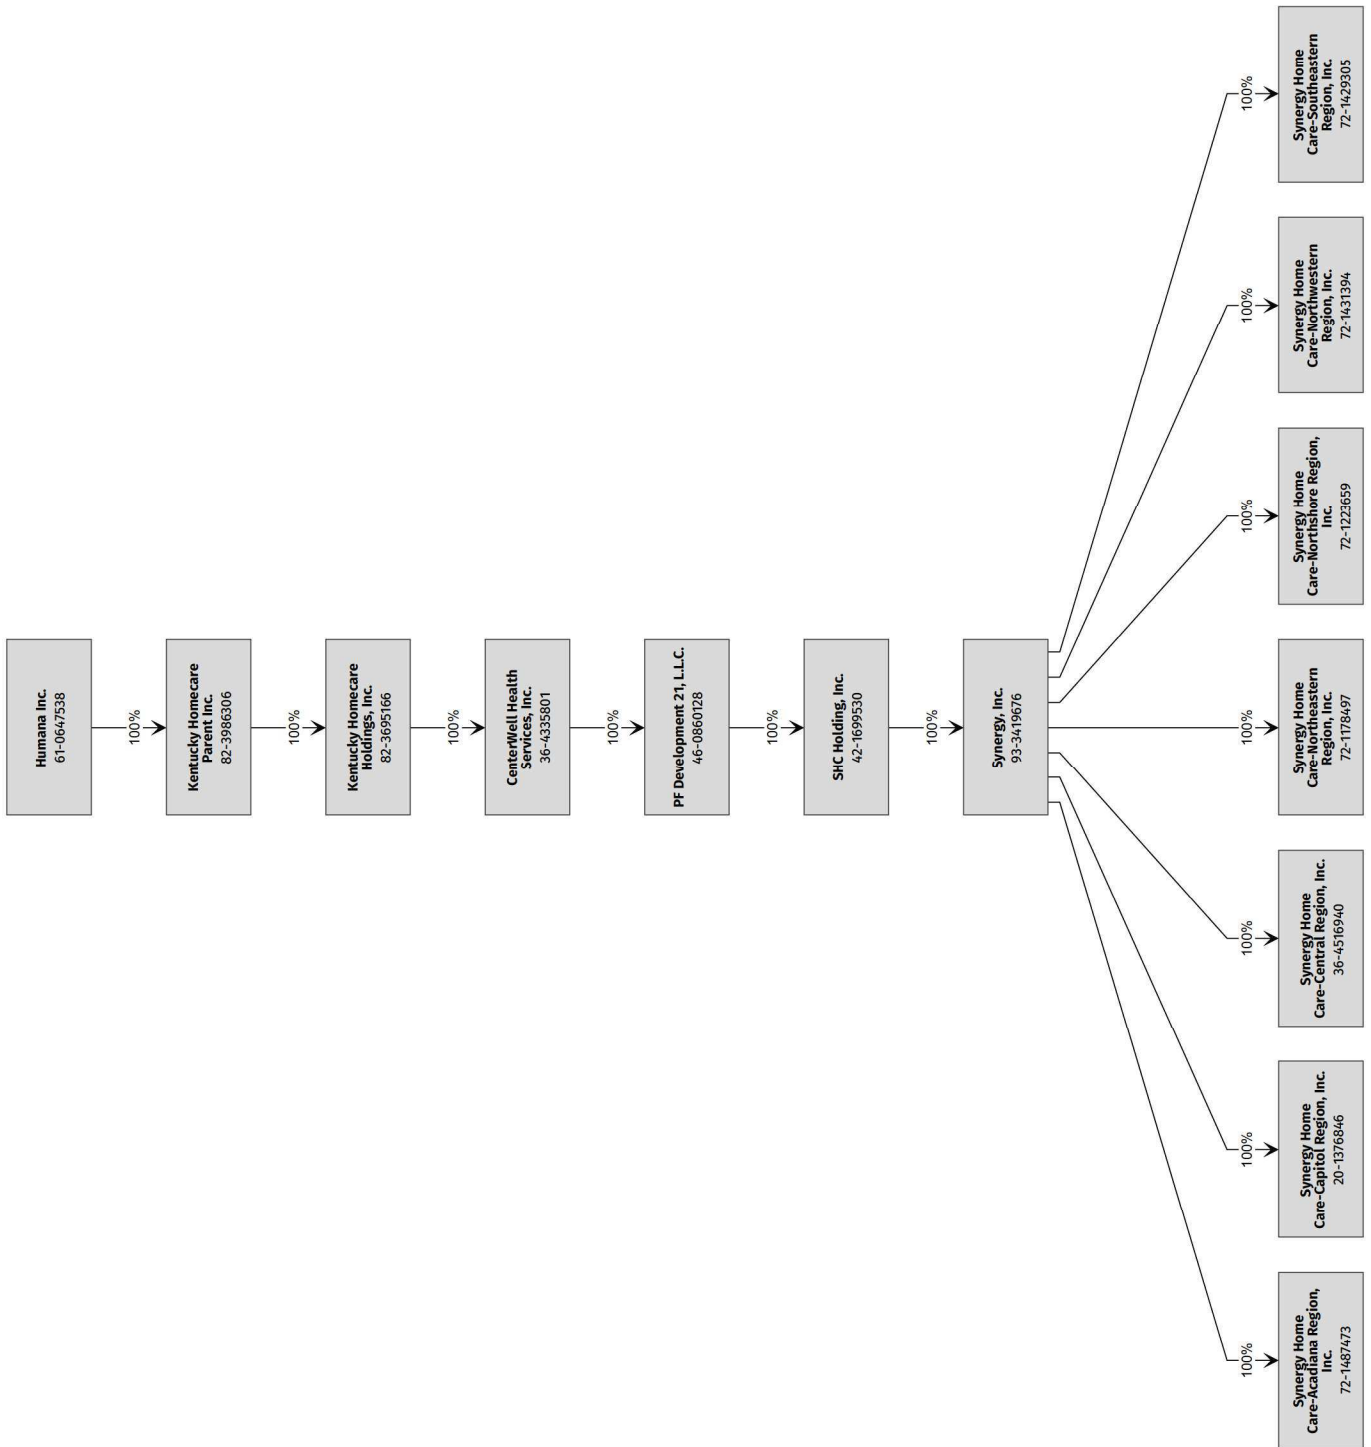 Humana Inc.
61-0647538
100%
Kentucky Homecare
Parent Inc.
82-3986306
100%
Kentucky Homecare
Holdings, Inc.
82-3695166
100%
CenterWell Health
Services, Inc.
36-4335801
100%
PF Development 21, L.L.C.
46-0860128
100%
SHC Holding, Inc.
42-1699530
100%
Synergy, Inc.
93-3419676
100%
100%
100%
100%
100%
100%
100%
Synergy Home
Care-Acadiana Region,
Inc.
72-1487473
Synergy Home
Care-Capitol Region, Inc.
20-1376846
Synergy Home
Care-Central Region, Inc.
36-4516940
Synergy Home
Care-Northeastern
Region, Inc.
72-1178497
Synergy Home
Care-Northshore Region,
Inc.
72-1223659
Synergy Home
Care-Northwestern
Region, Inc.
72-1431394
Synergy Home
Care-Southeastern
Region, Inc.
72-1429305